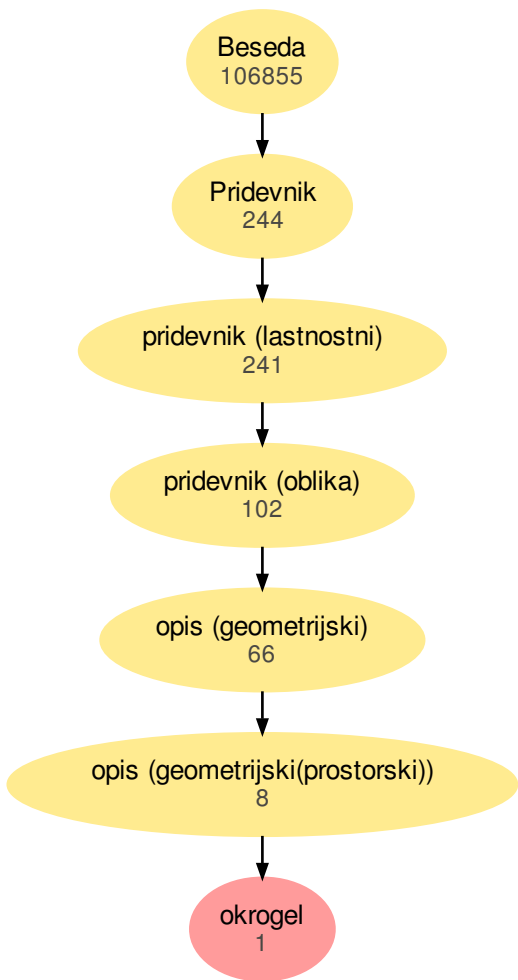 Beseda
106855
Pridevnik
244
pridevnik (lastnostni)
241
pridevnik (oblika)
102
opis (geometrijski)
66
opis (geometrijski(prostorski))
8
okrogel
1